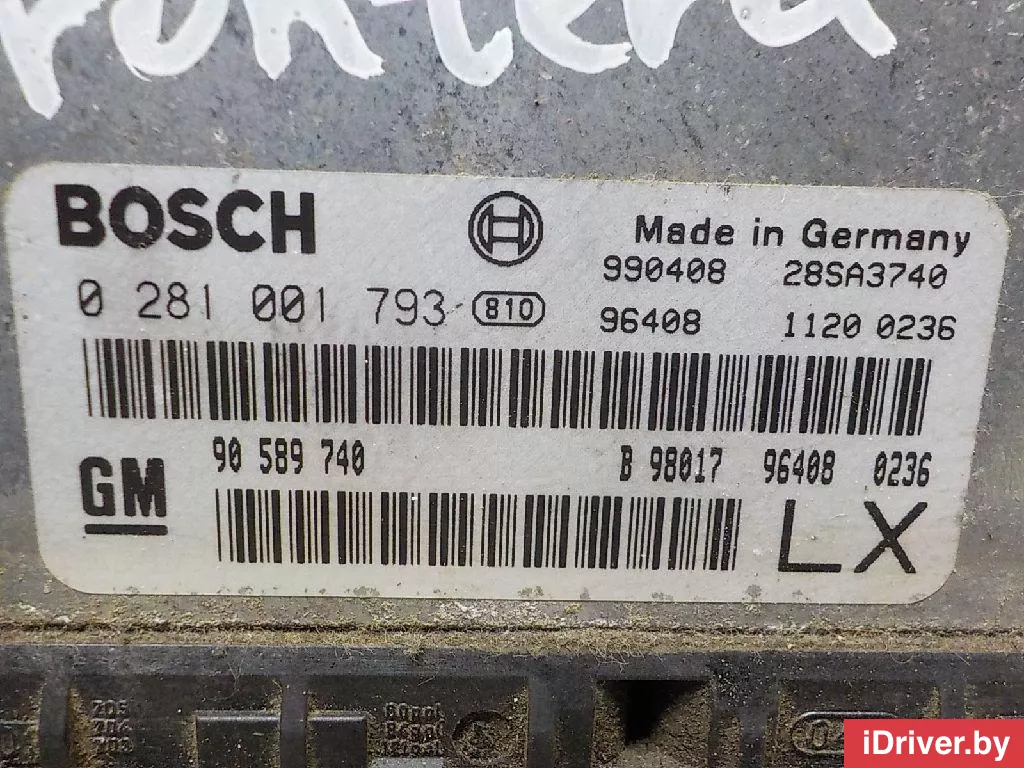 BOSCH
Made in Germany
990408 28SA3740
0 281 001 793 810
96408 1120 0236
90 589 740 B 98017 96408 0236
GM
LX
iDriver.by